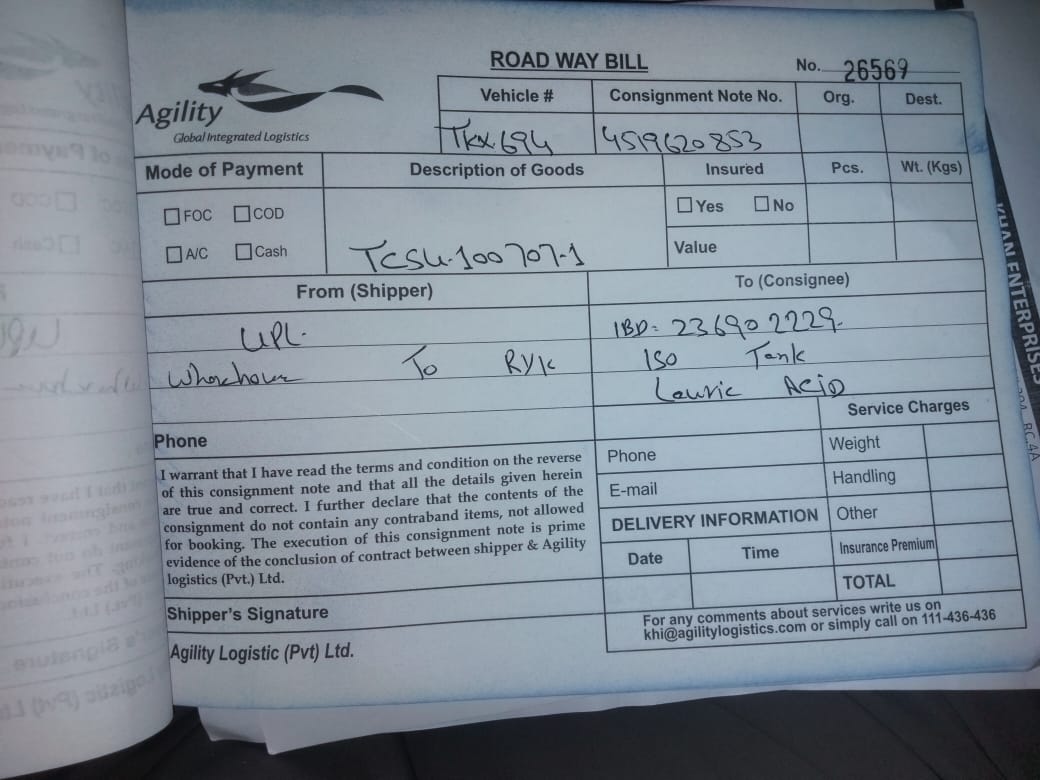 ROAD WAY BILL
No. 26569
Agility
Global Integrated Logistics
Vehicle #
Consignment Note No.
Org.
Dest.
TKX.694
4519620853
Mode of Payment
Description of Goods
Insured
Pcs.
Wt. (Kgs)
FOC
COD
Yes
No
A/C
Cash
TCSU-100707-1
Value
From (Shipper)
To (Consignee)
UPL.
IBD: 236902229.
To RYK
ISO Tank
Lauric Acid
Service Charges
Phone
Phone
Weight
I warrant that I have read the terms and condition on the reverse
of this consignment note and that all the details given herein
are true and correct. I further declare that the contents of the
consignment do not contain any contraband items, not allowed
for booking. The execution of this consignment note is prime
evidence of the conclusion of contract between shipper & Agility
logistics (Pvt.) Ltd.
E-mail
Handling
DELIVERY INFORMATION
Other
Date
Time
Insurance Premium
TOTAL
Shipper's Signature
For any comments about services write us on
khi@agilitylogistics.com or simply call on 111-436-436
Agility Logistic (Pvt) Ltd.
KHAN ENTERPRISES